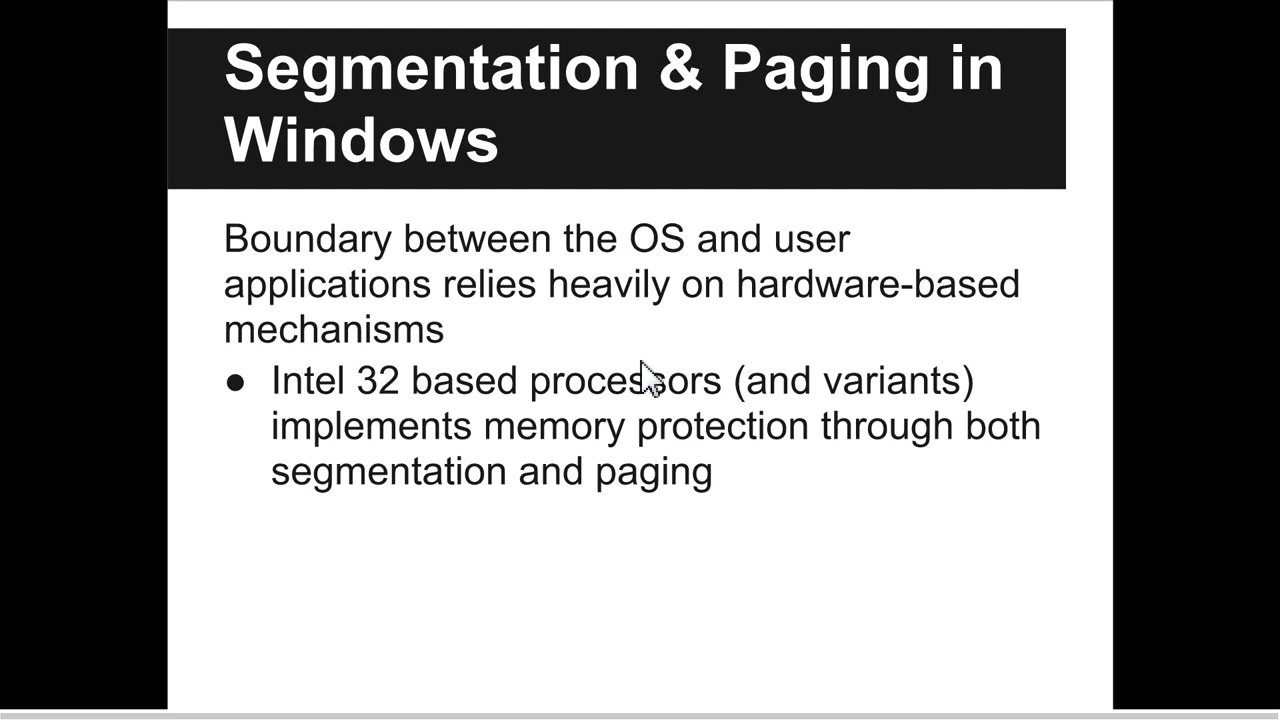 Segmentation & Paging in
Windows
Boundary between the OS and user
applications relies heavily on hardware-based
mechanisms
● Intel 32 based processors (and variants)
implements memory protection through both
segmentation and paging